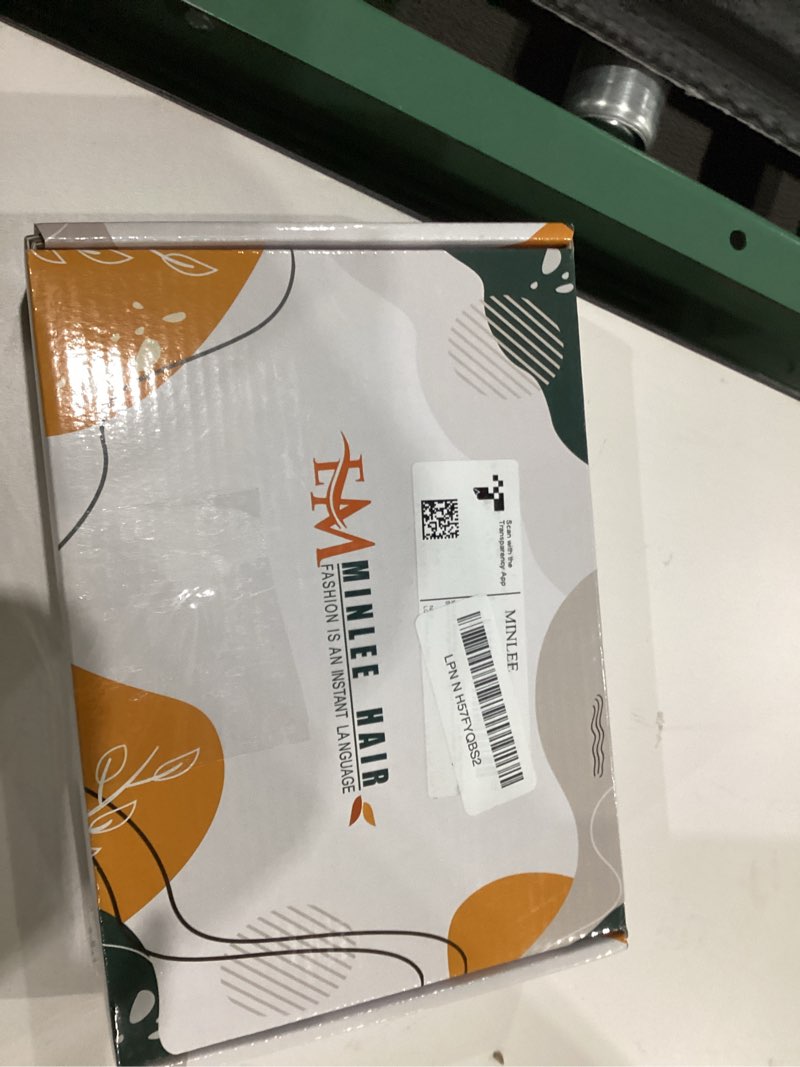 MINLEE HAIR
FASHION IS AN INSTANT LANGUAGE
Scan with the
Transparency App
MINLEE
LPN N H57FYQBS2